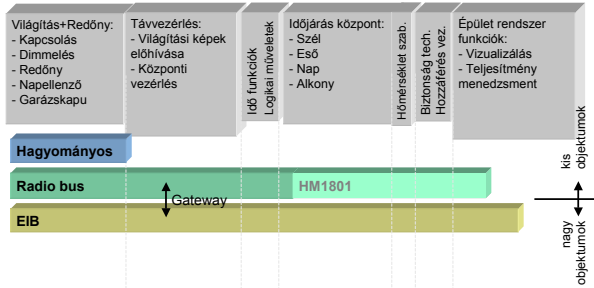 Világítás+Redőny:
- Kapcsolás
- Dimmelés
- Redőny
- Napellenző
- Garázskapu
Távvezérlés:
- Világítási képek
előhívása
- Központi
vezérlés
Idő funkciók
Logikai műveletek
Időjárás központ:
- Szél
- Eső
- Nap
- Alkony
Hőmérséklet szab.
Biztonság tech.
Hozzáférés vez.
Épület rendszer
funkciók:
- Vizualizálás
- Teljesítmény
menedzsment
Hagyományos
Radio bus
HM1801
Gateway
EIB
kis
objektumok
nagy
objektumok